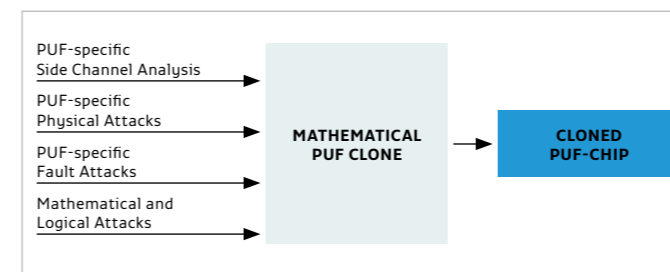 PUF-specific
Side Channel Analysis
PUF-specific
Physical Attacks
PUF-specific
Fault Attacks
Mathematical and
Logical Attacks
MATHEMATICAL
PUF CLONE
CLONED
PUF-CHIP